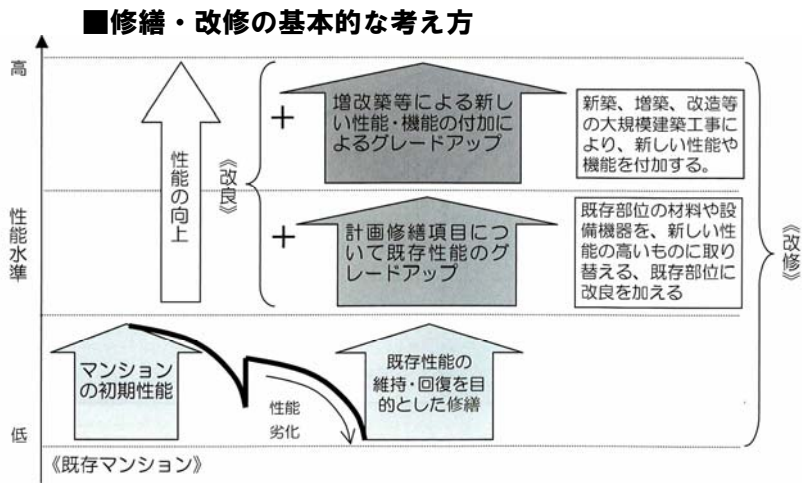 ■修繕・改修の基本的な考え方
高
性能水準
低
性能の向上
《改良》
+
増改築等による新し
い性能・機能の付加に
よるグレードアップ
新築、増築、改造等
の大規模建築工事に
より、新しい性能や
機能を付加する。
+
計画修繕項目につ
いて既存性能のグ
レードアップ
既存部位の材料や設
備機器を、新しい性
能の高いものに取り
替える、既存部位に
改良を加える
《改修》
マンション
の初期性能
性能
劣化
既存性能の
維持・回復を目
的とした修繕
《既存マンション》